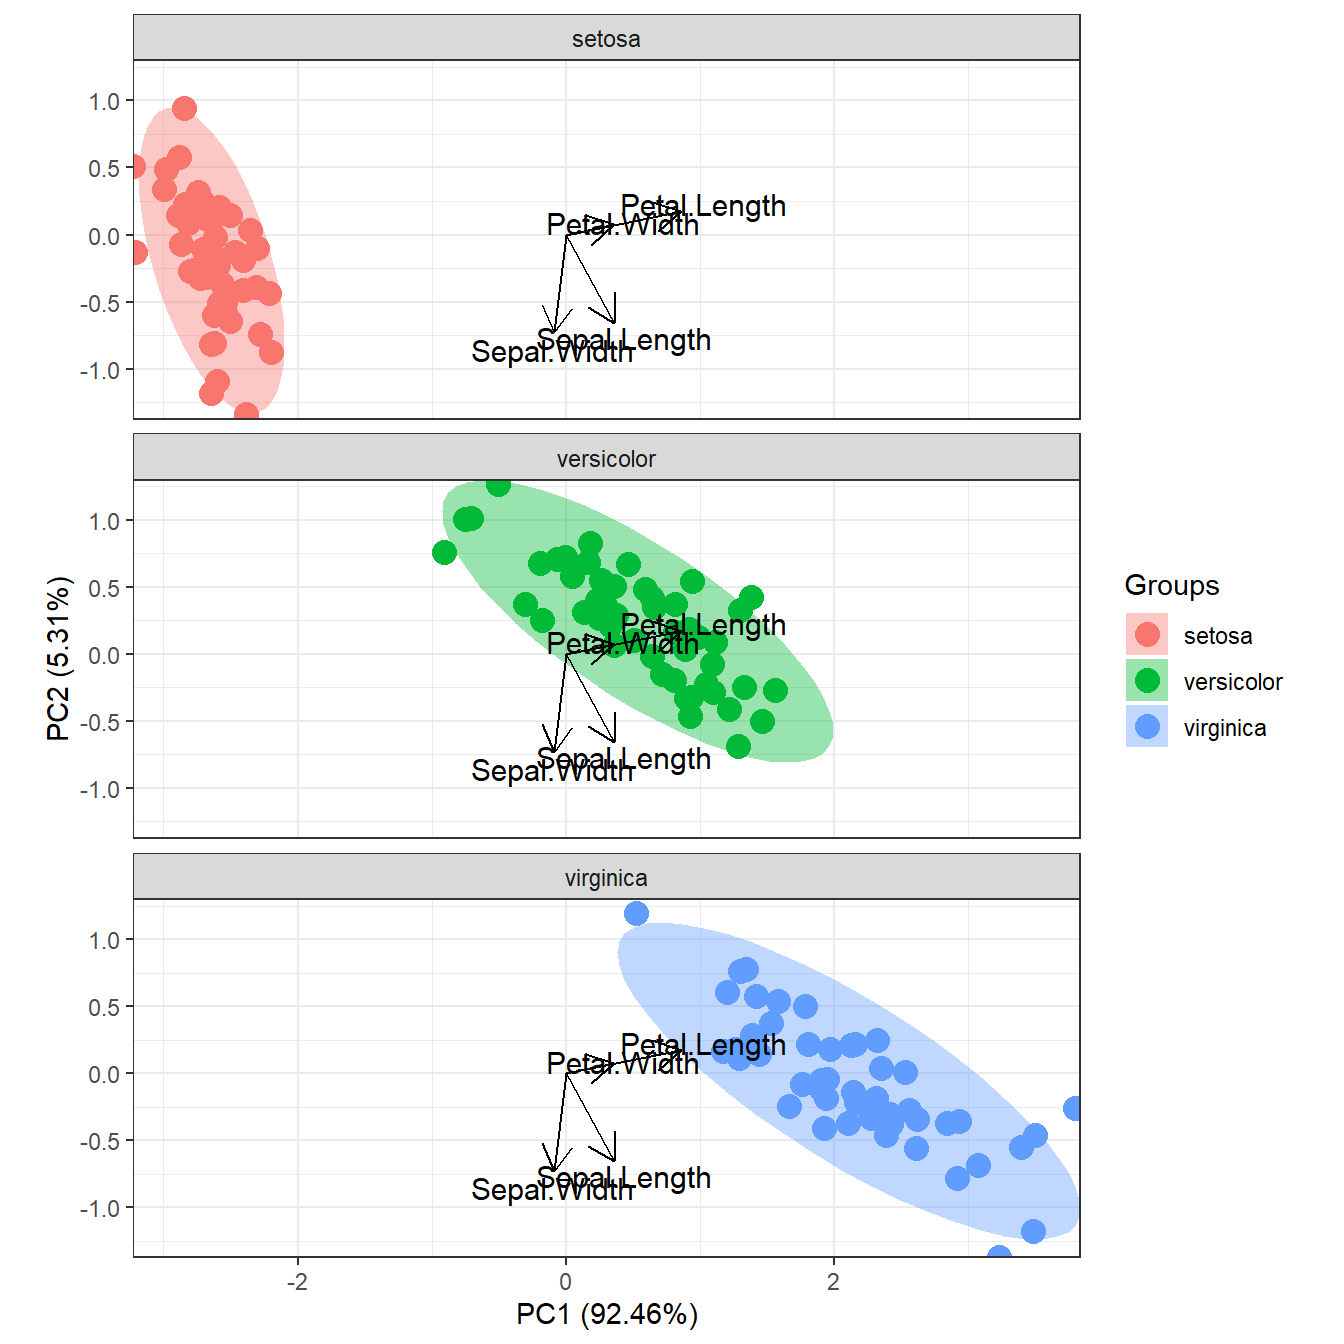 setosa
1.0
0.5
0.0
-0.5
-1.0
Petal.Length
Petal.Width
Sepal.Length
Sepal.Width
versicolor
1.0
0.5
0.0
-0.5
-1.0
Petal.Length
Petal.Width
Sepal.Length
Sepal.Width
virginica
1.0
0.5
0.0
-0.5
-1.0
Petal.Length
Petal.Width
Sepal.Length
Sepal.Width
-2 0 2
PC1 (92.46%)
PC2 (5.31%)
Groups
setosa
versicolor
virginica